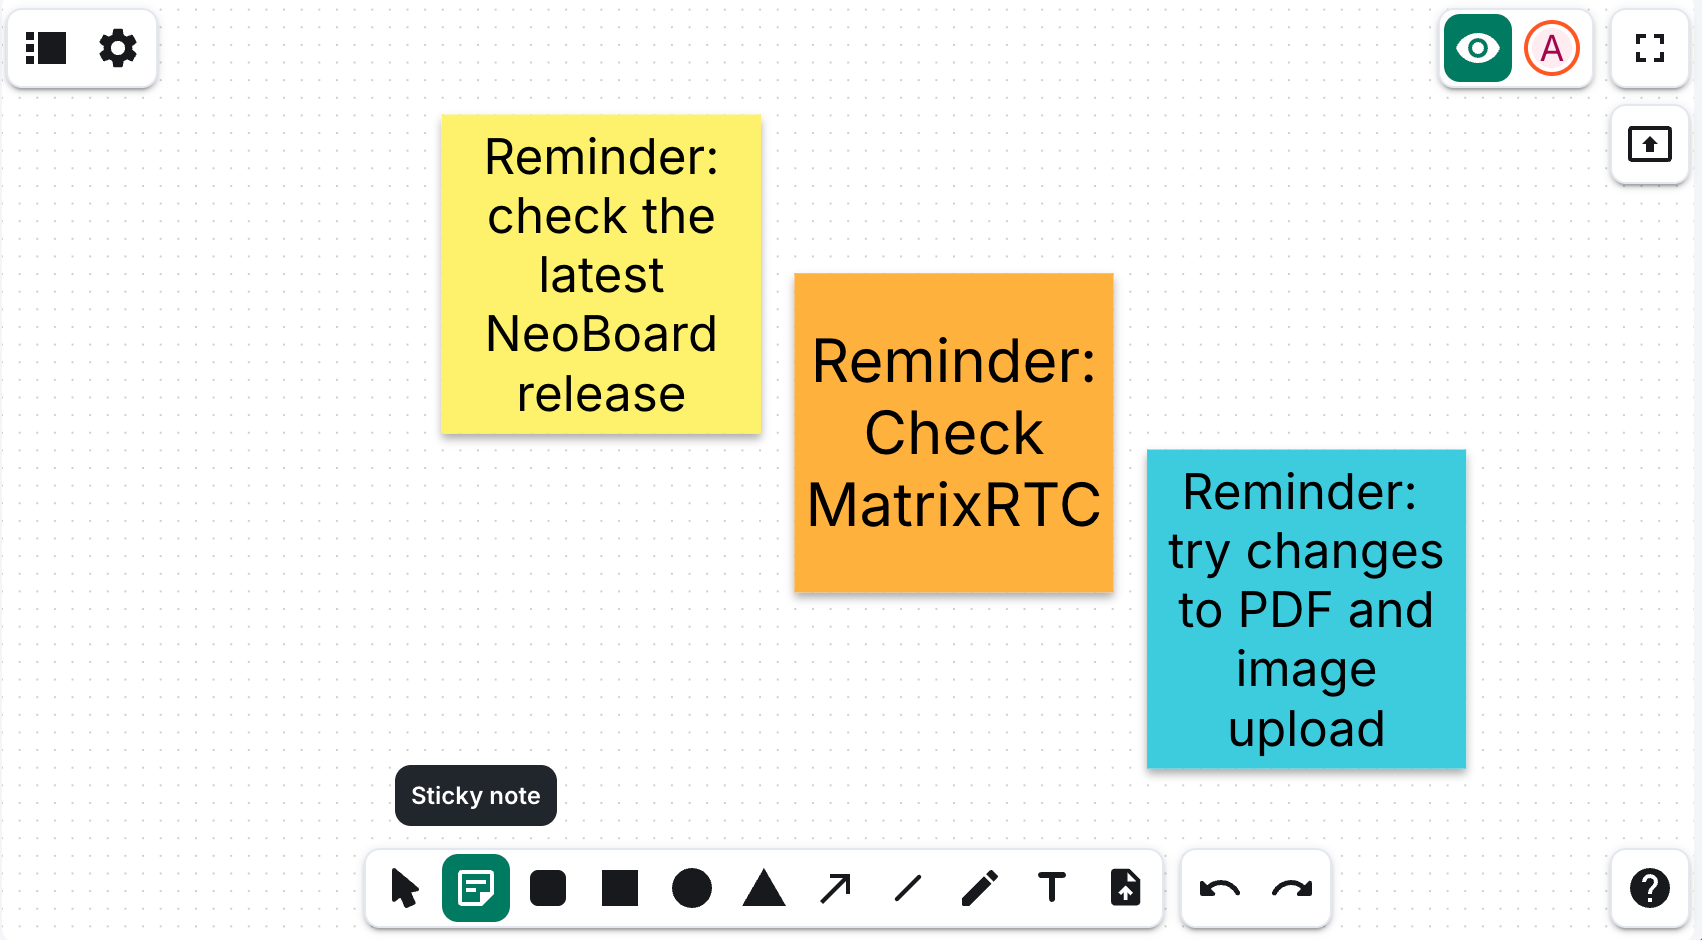 A
Reminder:
check the
latest
NeoBoard
release
Reminder:
Check
MatrixRTC
Reminder:
try changes
to PDF and
image
upload
Sticky note
T
?